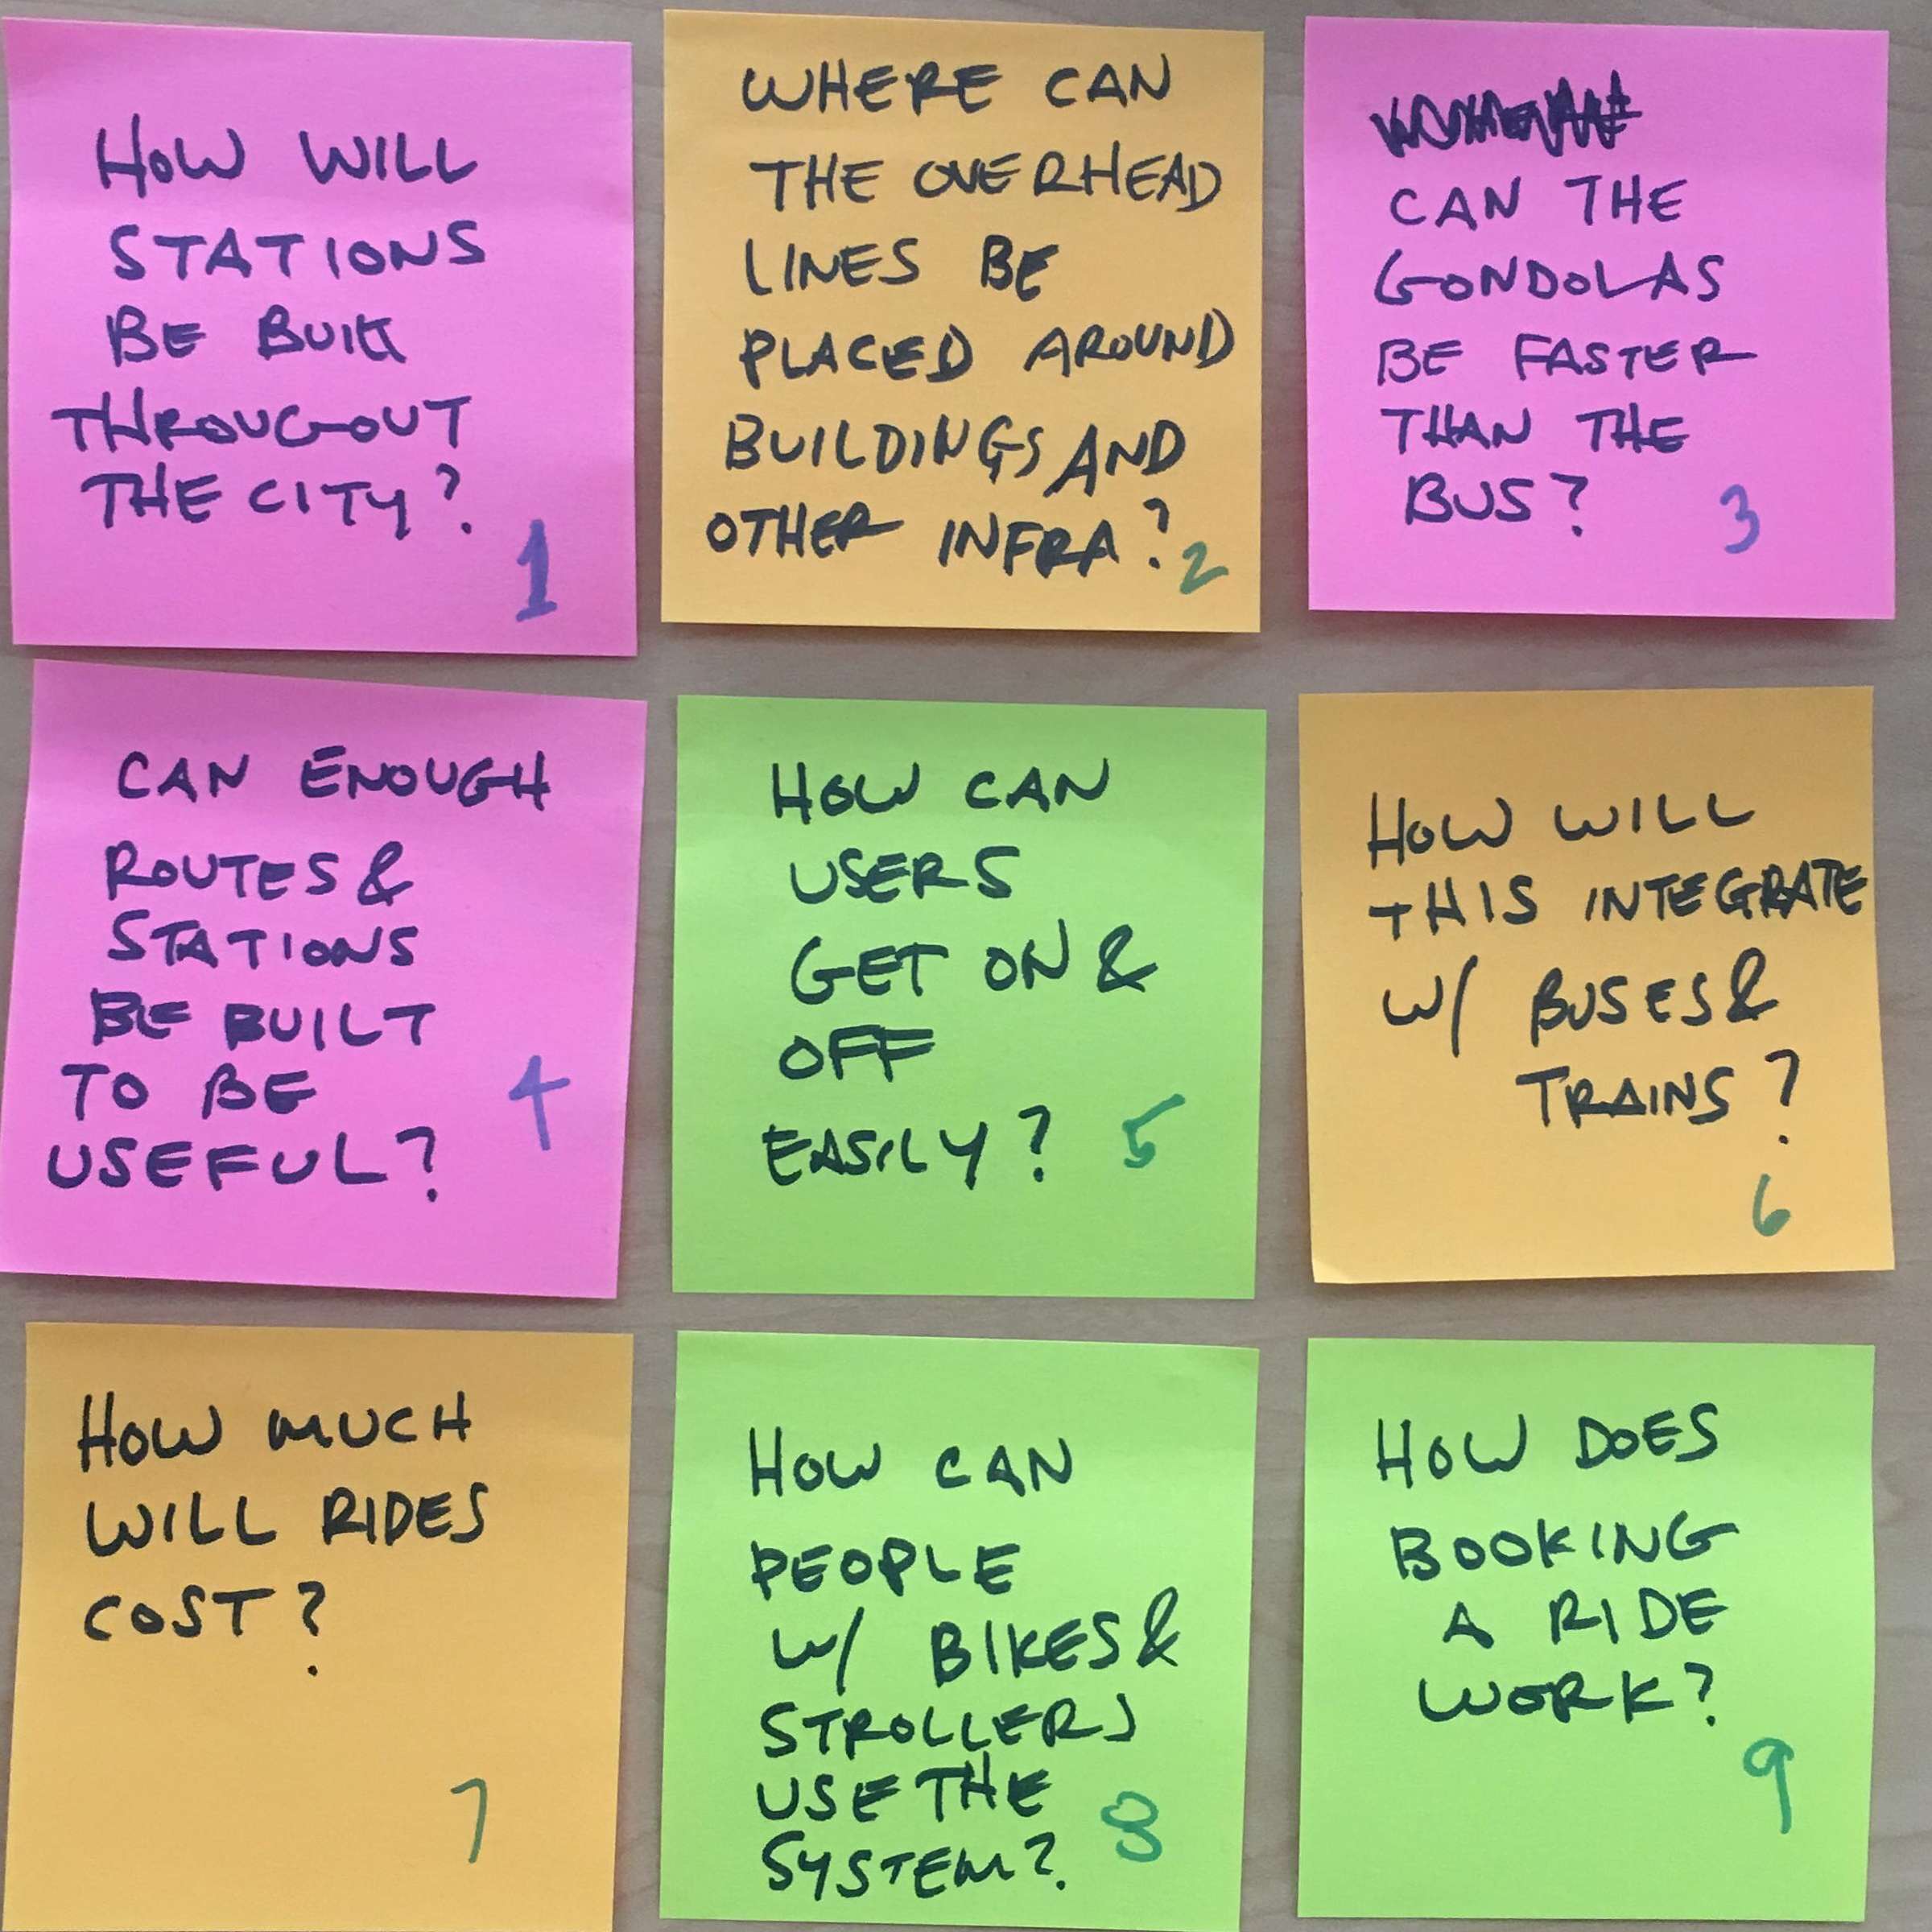 HOW WILL
STATIONS
BE BUILT
THROUGOUT
THE CITY?
1
WHERE CAN
THE OVERHEAD
LINES BE
PLACED AROUND
BUILDINGS AND
OTHER INFRA?
2
CAN THE
GONDOLAS
BE FASTER
THAN THE
BUS?
3
CAN ENOUGH
ROUTES &
STATIONS
BE BUILT
TO BE
USEFUL?
4
HOW CAN
USERS
GET ON &
OFF
EASILY?
5
HOW WILL
THIS INTEGRATE
W/ BUSES &
TRAINS?
6
HOW MUCH
WILL RIDES
COST?
7
HOW CAN
PEOPLE
W/ BIKES &
STROLLERS
USE THE
SYSTEM?
8
HOW DOES
BOOKING
A RIDE
WORK?
9